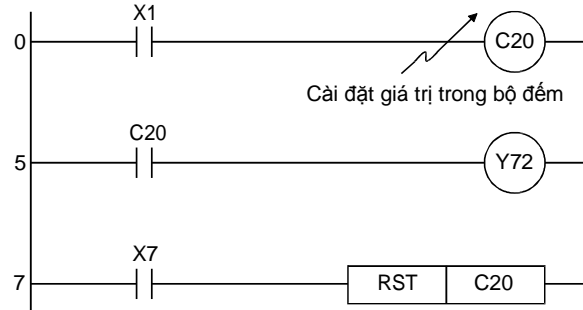 X1
0 C20
Cài đặt giá trị trong bộ đếm
C20
5 Y72
X7
7 RST C20